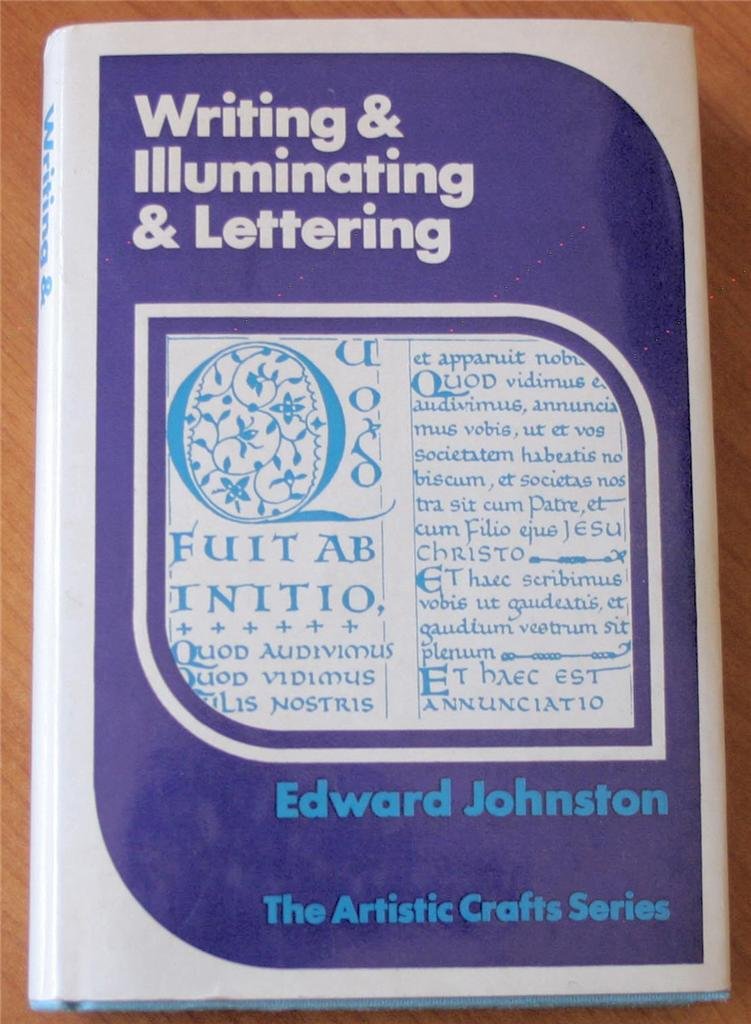 Writing &
Writing &
Illuminating
& Lettering
QUOD
FUIT AB
INITIO,
QUOD AUDIVIMUS
QUOD VIDIMUS
NOSTRIS
et apparuit
QUOD vidimus
audivimus, annuncia
mus vobis, ut et vos
societatem habeatis no
biscum, et societas nos
tra sit cum Patre, et
cum Filio ejus JESU
CHRISTO
ET haec scribimus
vobis ut gaudeatis, et
gaudium vestrum sit
plenum
ET hAEC EST
ANNUNCIATIO
Edward Johnston
The Artistic Crafts Series